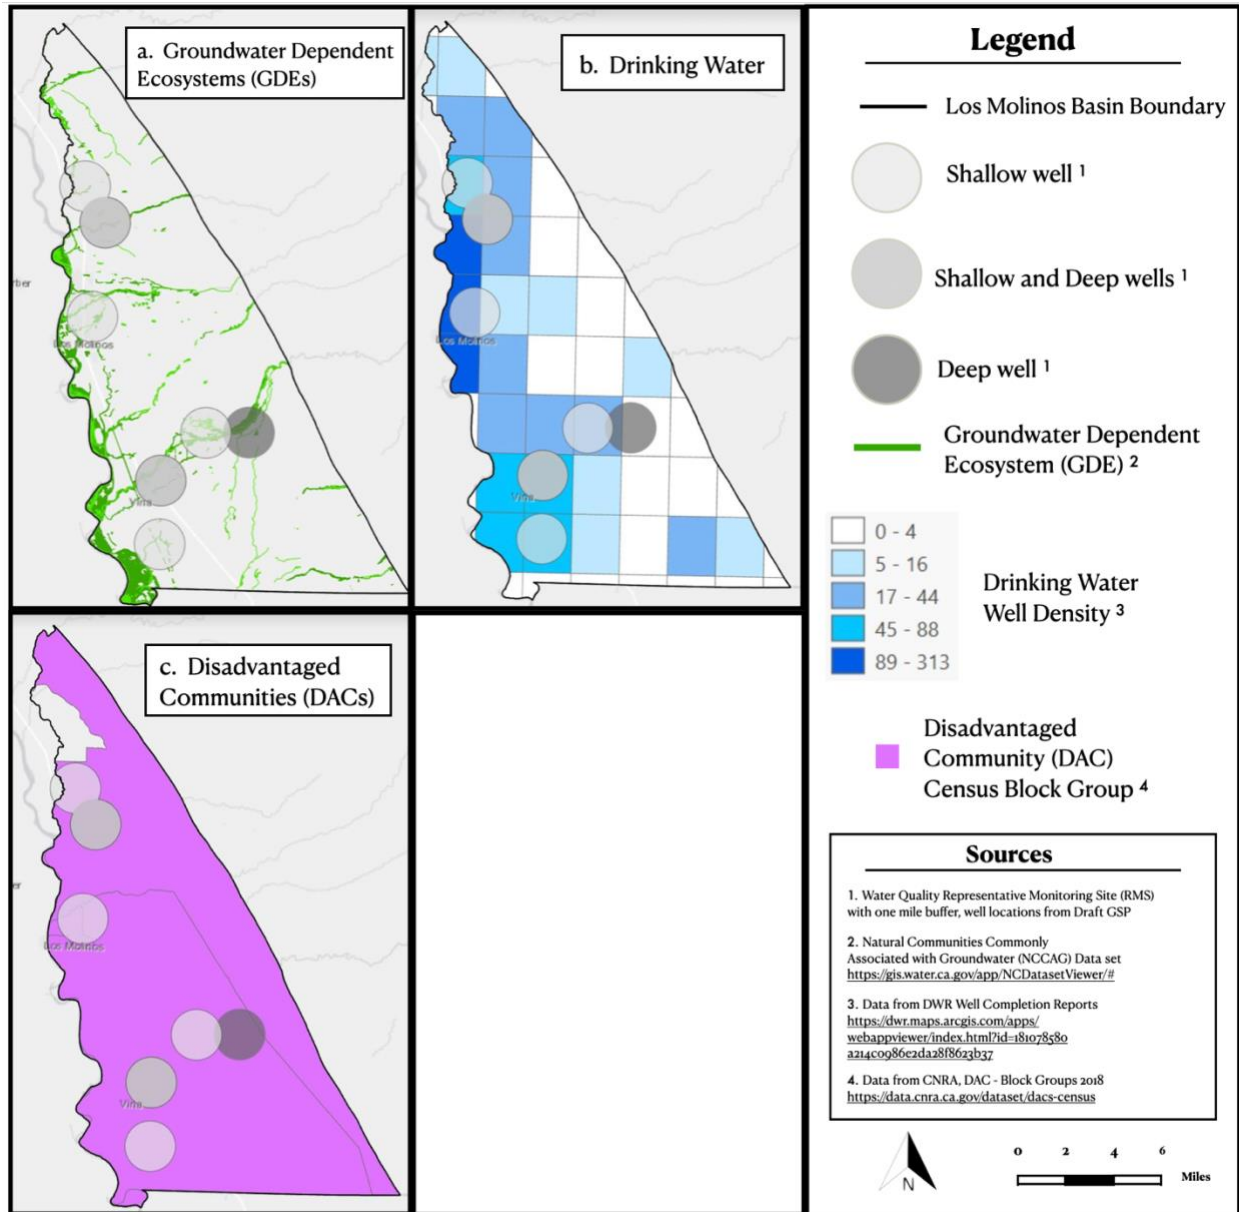 a. Groundwater Dependent
Ecosystems (GDEs)
Los Molinos
Vina
b. Drinking Water
Los Molinos
Vina
c. Disadvantaged
Communities (DACs)
Los Molinos
Vina
Legend
Los Molinos Basin Boundary
Shallow well ¹
Shallow and Deep wells ¹
Deep well ¹
Groundwater Dependent
Ecosystem (GDE) ²
0 - 4
5 - 16
17 - 44
45 - 88
89 - 313
Drinking Water
Well Density ³
Disadvantaged
Community (DAC)
Census Block Group ⁴
Sources
1. Water Quality Representative Monitoring Site (RMS)
with one mile buffer, well locations from Draft GSP
2. Natural Communities Commonly
Associated with Groundwater (NCCAG) Data set
https://gis.water.ca.gov/app/NCDatasetViewer/#
3. Data from DWR Well Completion Reports
https://dwr.maps.arcgis.com/apps/
webappviewer/index.html?id=181078580
a214c0986e2da28f8623b37
4. Data from CNRA, DAC - Block Groups 2018
https://data.cnra.ca.gov/dataset/dacs-census
N
0 2 4 6
Miles